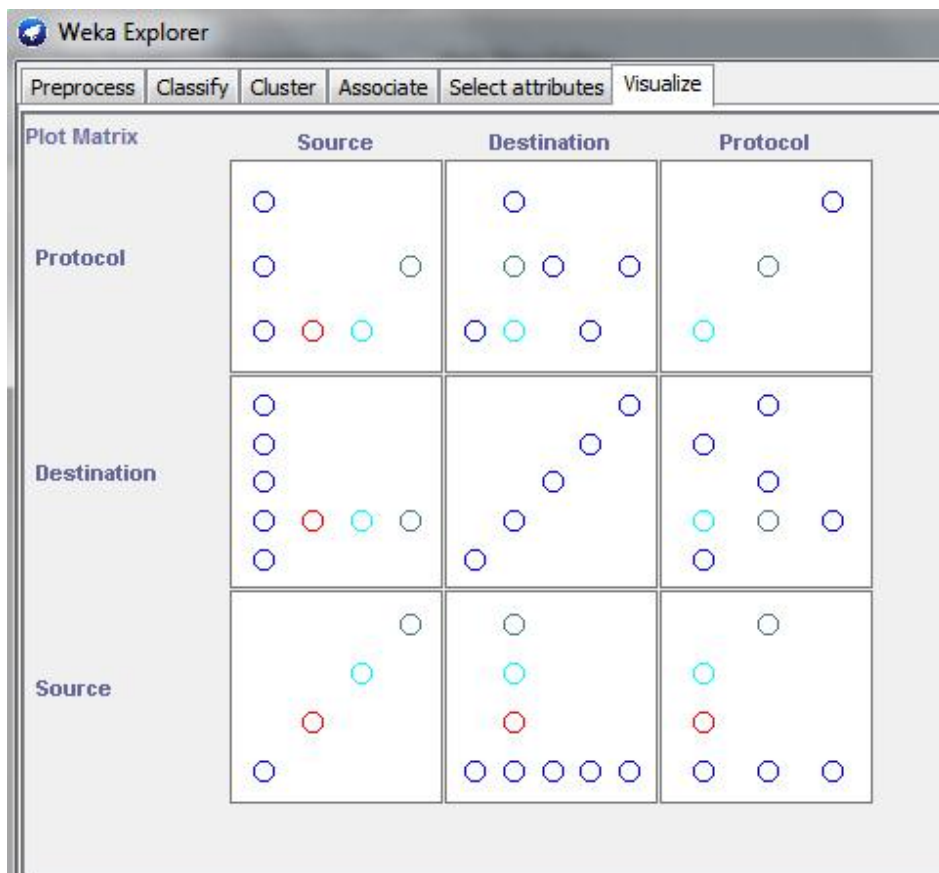 Weka Explorer
Preprocess Classify Cluster Associate Select attributes Visualize
Plot Matrix Source Destination Protocol
Protocol
Destination
Source